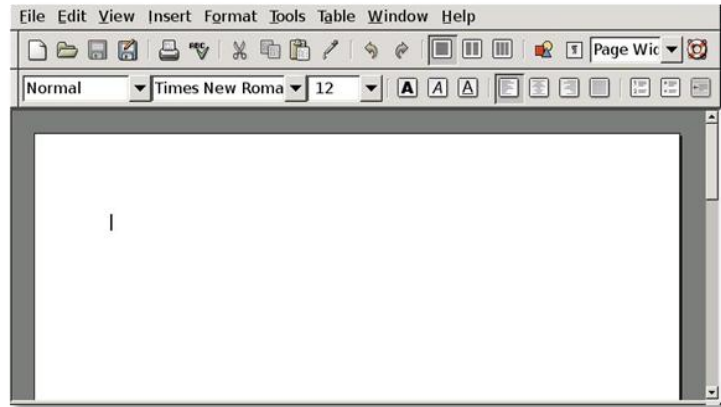 File Edit View Insert Format Tools Table Window Help
Page Wic
Normal Times New Roma 12
A A A